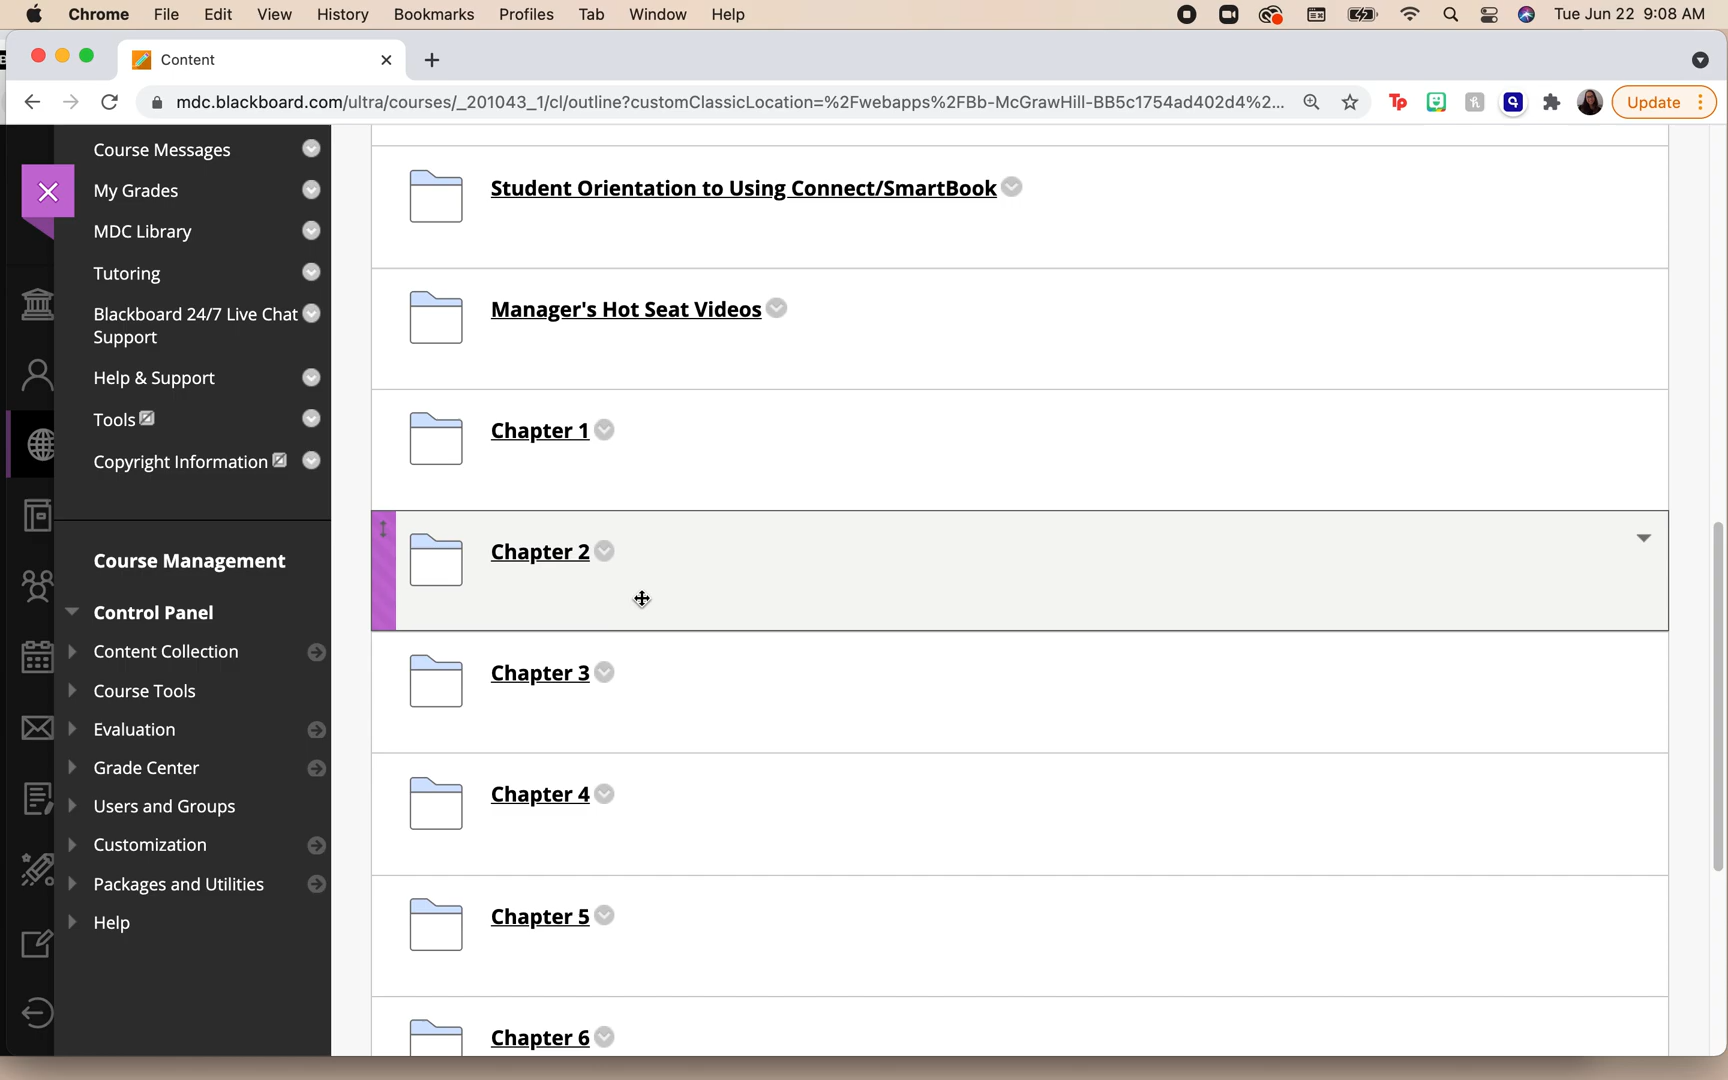 Chrome File Edit View History Bookmarks Profiles Tab Window Help Tue Jun 22 9:08 AM
Content
mdc.blackboard.com/ultra/courses/_201043_1/cl/outline?customClassicLocation=%2Fwebapps%2FBb-McGrawHill-BB5c1754ad402d4%2... Tp Update
Course Messages
My Grades
MDC Library
Tutoring
Blackboard 24/7 Live Chat
Support
Help & Support
Tools
Copyright Information
Course Management
Control Panel
Content Collection
Course Tools
Evaluation
Grade Center
Users and Groups
Customization
Packages and Utilities
Help
Student Orientation to Using Connect/SmartBook
Manager's Hot Seat Videos
Chapter 1
Chapter 2
Chapter 3
Chapter 4
Chapter 5
Chapter 6